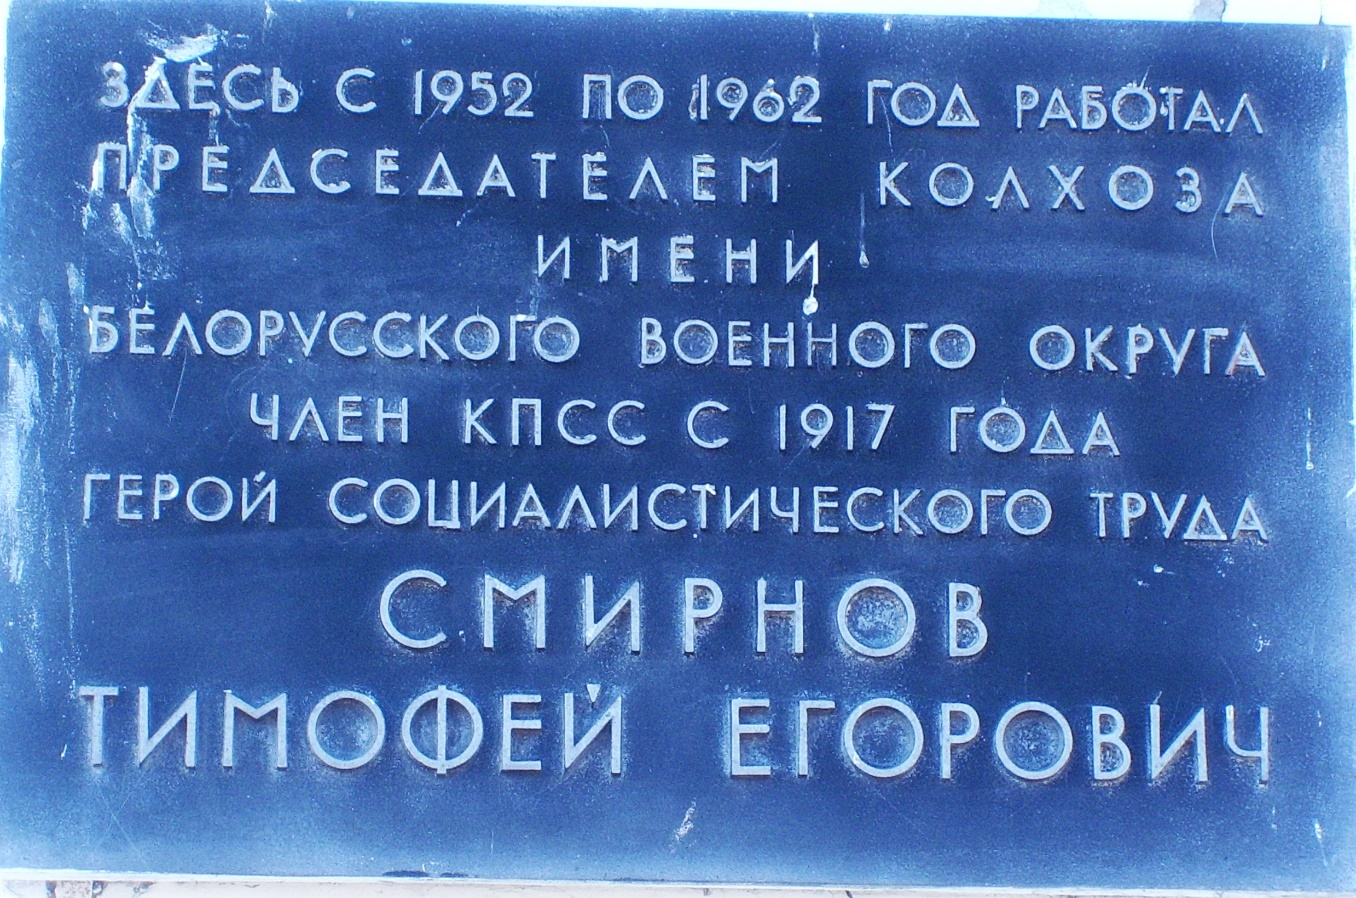 ЗДЕСЬ С 1952 ПО 1962 ГОД РАБОТАЛ
ПРЕДСЕДАТЕЛЕМ КОЛХОЗА
ИМЕНИ
БЕЛОРУССКОГО ВОЕННОГО ОКРУГА
ЧЛЕН КПСС С 1917 ГОДА
ГЕРОЙ СОЦИАЛИСТИЧЕСКОГО ТРУДА
СМИРНОВ
ТИМОФЕЙ ЕГОРОВИЧ